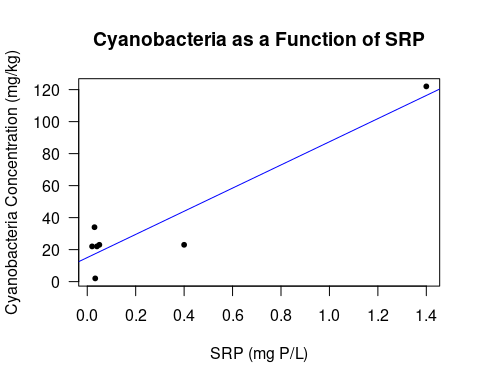 Cyanobacteria as a Function of SRP
Cyanobacteria Concentration (mg/kg)
120
100
80
60
40
20
0
0.0 0.2 0.4 0.6 0.8 1.0 1.2 1.4
SRP (mg P/L)